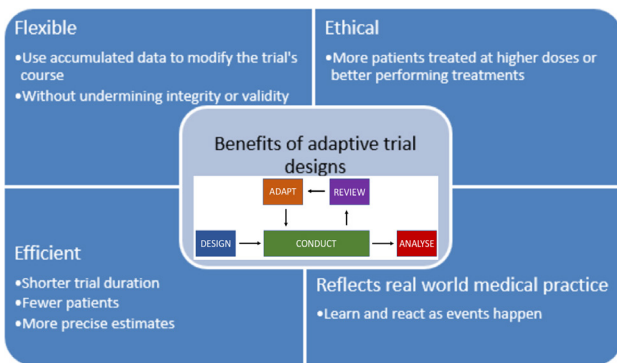 Flexible
•Use accumulated data to modify the trial's
course
•Without undermining integrity or validity
Ethical
•More patients treated at higher doses or
better performing treatments
Benefits of adaptive trial
designs
ADAPT
REVIEW
DESIGN
CONDUCT
ANALYSE
Efficient
•Shorter trial duration
•Fewer patients
•More precise estimates
Reflects real world medical practice
•Learn and react as events happen